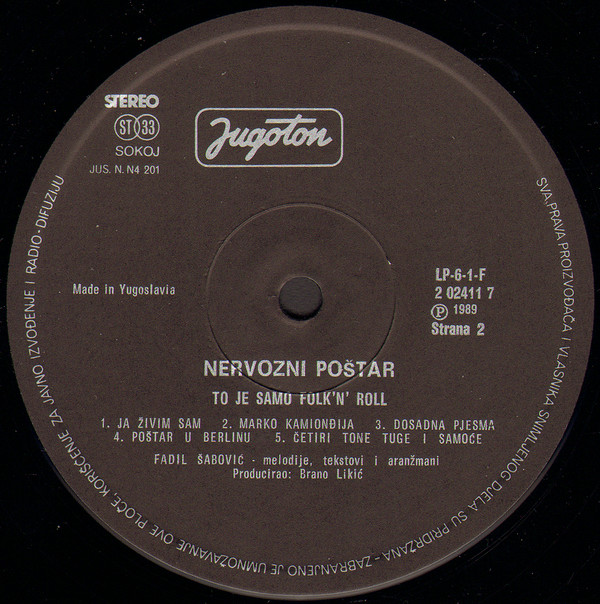 STEREO
ST 33
SOKOJ
JUS. N. N4 201
Jugoton
Made in Yugoslavia
LP-6-1-F
2 02411 7
Ⓟ 1989
Strana 2
NERVOZNI POŠTAR
TO JE SAMO FOLK'N' ROLL
1. JA ŽIVIM SAM 2. MARKO KAMIONĐIJA 3. DOSADNA PJESMA
4. POŠTAR U BERLINU 5. ČETIRI TONE TUGE I SAMOĆE
FADIL ŠABOVIĆ - melodije, tekstovi i aranžmani
Producirao: Brano Likić
SVA PRAVA PROIZVOĐAČA I VLASNIKA SNIMLJENOG DJELA SU PRIDRŽANA - ZABRANJENO JE UMNOŽAVANJE OVE PLOČE, KORIŠĆENJE ZA JAVNO IZVOĐENJE I RADIO-DIFUZIJU